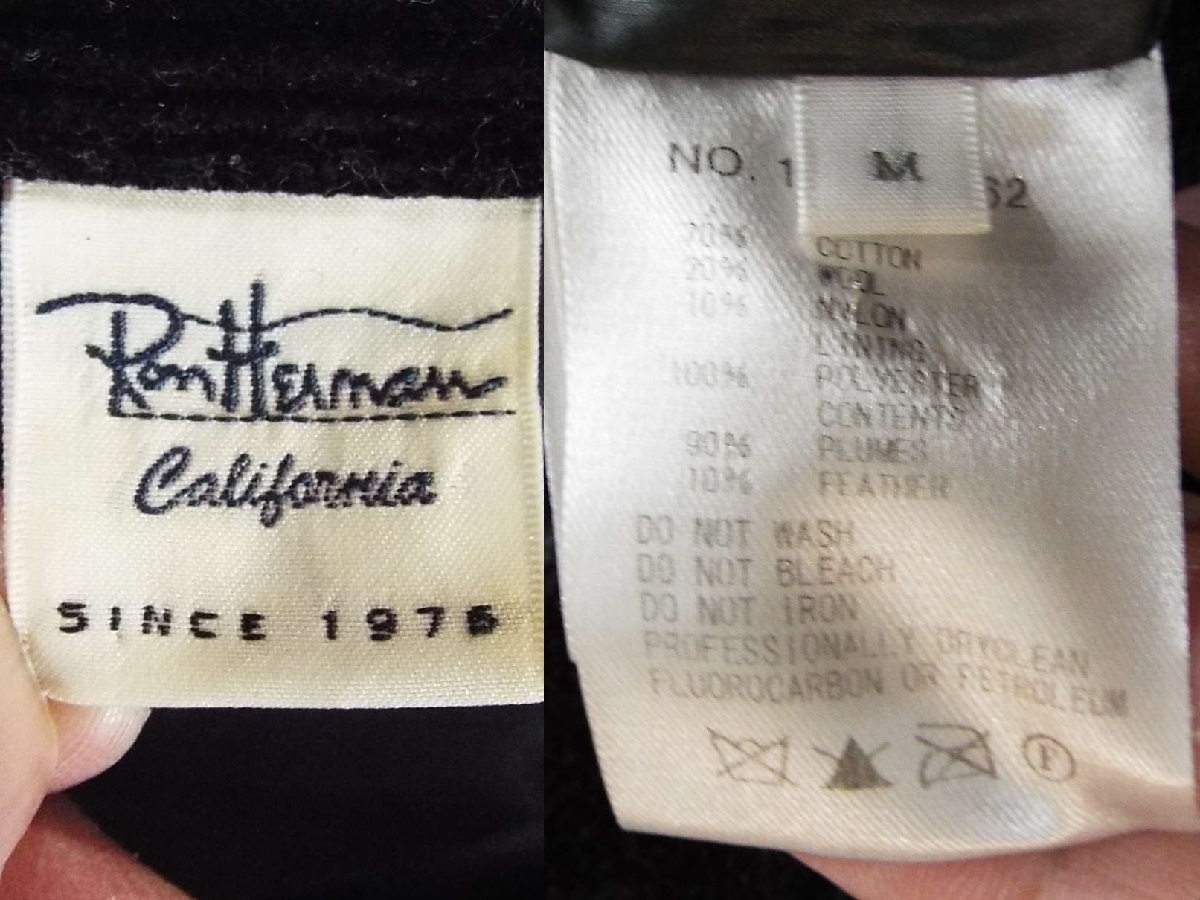 Ron Herman
California
SINCE 1976
M
NO. 1 62
70% COTTON
20% WOOL
10% NYLON
LINING
100% POLYESTER
CONTENTS
90% PLUMES
10% FEATHER
DO NOT WASH
DO NOT BLEACH
DO NOT IRON
PROFESSIONALLY DRYCLEAN
FLUOROCARBON OR PETROLEUM
F